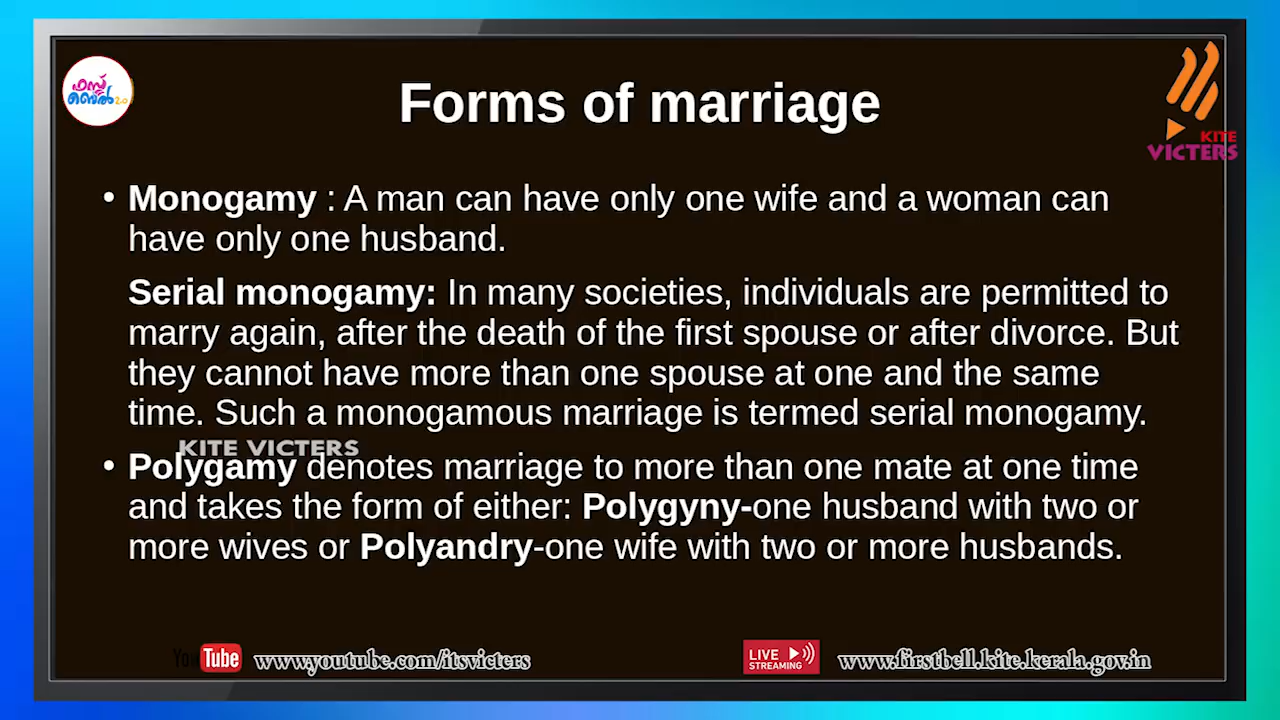 ഫസ്റ്റ്
ബെൽ 2.0
Forms of marriage
KITE
VICTERS
• Monogamy : A man can have only one wife and a woman can
have only one husband.
Serial monogamy: In many societies, individuals are permitted to
marry again, after the death of the first spouse or after divorce. But
they cannot have more than one spouse at one and the same
time. Such a monogamous marriage is termed serial monogamy.
KITE VICTERS
• Polygamy denotes marriage to more than one mate at one time
and takes the form of either: Polygyny-one husband with two or
more wives or Polyandry-one wife with two or more husbands.
YouTube www.youtube.com/itsvicters
LIVE STREAMING www.firstbell.kite.kerala.gov.in